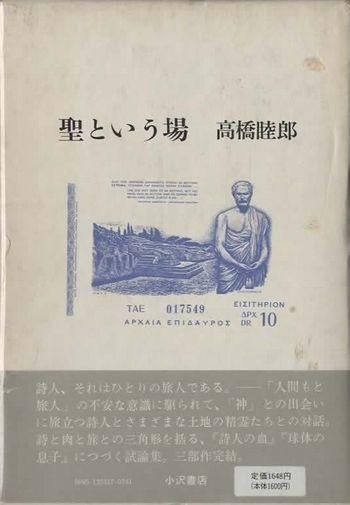 聖という場　高橋睦郎
ΤΑΕ 017549
ΕΙΣΙΤΗΡΙΟΝ
ΑΡΧΑΙΑ ΕΠΙΔΑΥΡΟΣ
ΔΡΧ
DR 10
詩人、それはひとりの旅人である。——「人間もと
旅人」の不安な意識に駆られて、「神」との出会い
に旅立つ詩人とさまざまな土地の精霊たちとの対話。
詩と肉と旅との三角形を括る、『詩人の血』『球体の
息子』につづく試論集。三部作完結。
小沢書店
定価1648円
(本体1600円)